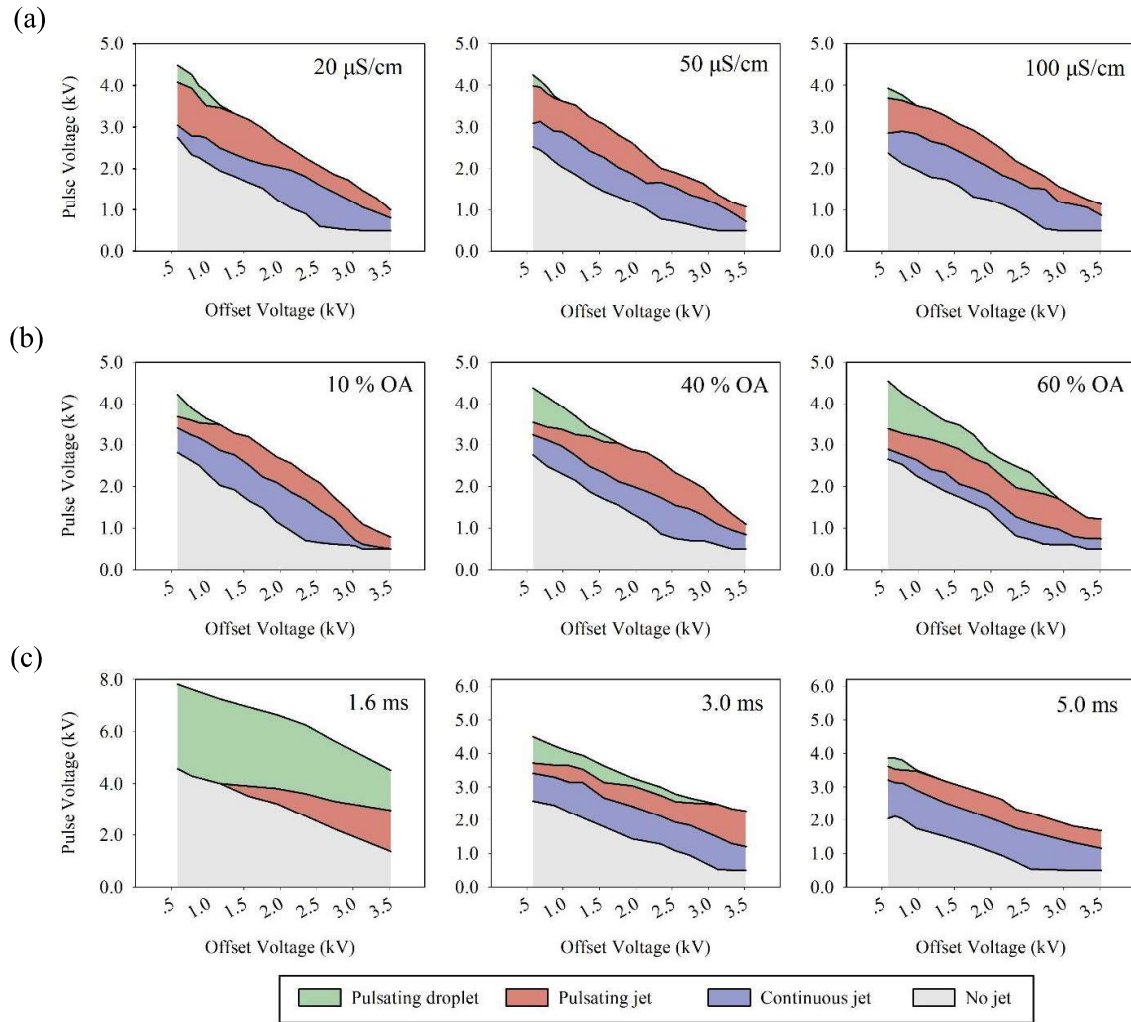 (a)
20 μS/cm
50 μS/cm
100 μS/cm
Pulse Voltage (kV)
5.0
4.0
3.0
2.0
1.0
0.0
5.0
4.0
3.0
2.0
1.0
0.0
5.0
4.0
3.0
2.0
1.0
0.0
.5 1.0 1.5 2.0 2.5 3.0 3.5
.5 1.0 1.5 2.0 2.5 3.0 3.5
.5 1.0 1.5 2.0 2.5 3.0 3.5
Offset Voltage (kV)
Offset Voltage (kV)
Offset Voltage (kV)
(b)
10 % OA
40 % OA
60 % OA
Pulse Voltage (kV)
5.0
4.0
3.0
2.0
1.0
0.0
5.0
4.0
3.0
2.0
1.0
0.0
5.0
4.0
3.0
2.0
1.0
0.0
.5 1.0 1.5 2.0 2.5 3.0 3.5
.5 1.0 1.5 2.0 2.5 3.0 3.5
.5 1.0 1.5 2.0 2.5 3.0 3.5
Offset Voltage (kV)
Offset Voltage (kV)
Offset Voltage (kV)
(c)
1.6 ms
3.0 ms
5.0 ms
Pulse Voltage (kV)
8.0
6.0
4.0
2.0
0.0
6.0
5.0
4.0
3.0
2.0
1.0
0.0
6.0
5.0
4.0
3.0
2.0
1.0
0.0
.5 1.0 1.5 2.0 2.5 3.0 3.5
.5 1.0 1.5 2.0 2.5 3.0 3.5
.5 1.0 1.5 2.0 2.5 3.0 3.5
Offset Voltage (kV)
Offset Voltage (kV)
Offset Voltage (kV)
Pulsating droplet Pulsating jet Continuous jet No jet